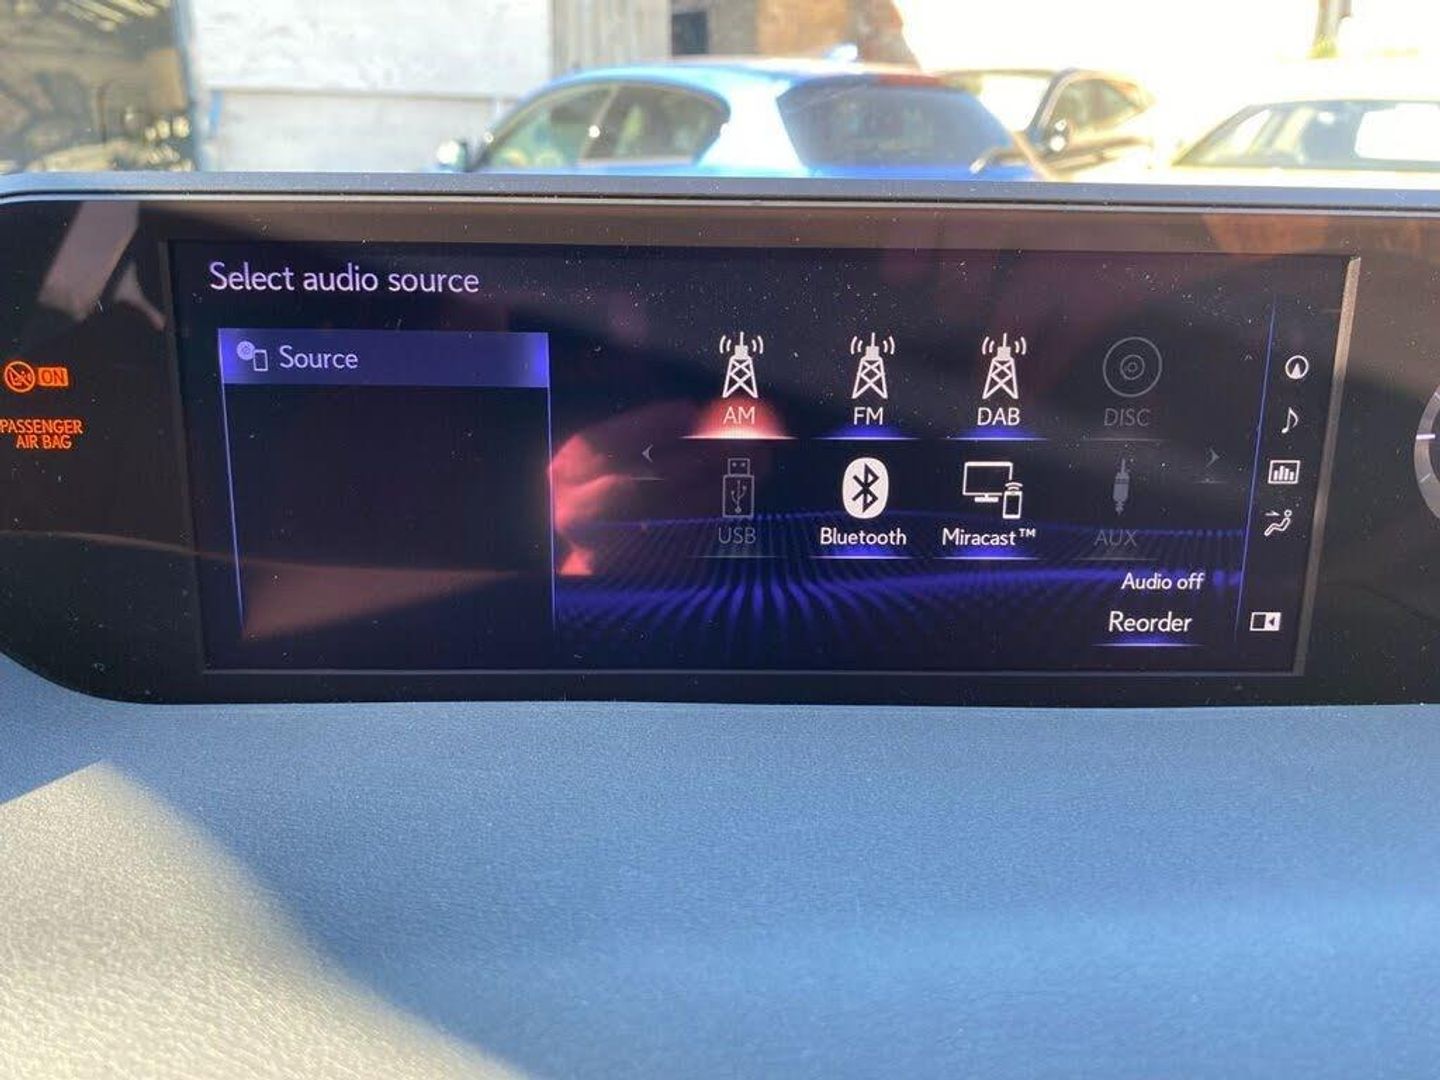 Select audio source
Source
AM
FM
DAB
DISC
USB
Bluetooth
Miracast™
AUX
Audio off
Reorder
ON
PASSENGER
AIR BAG